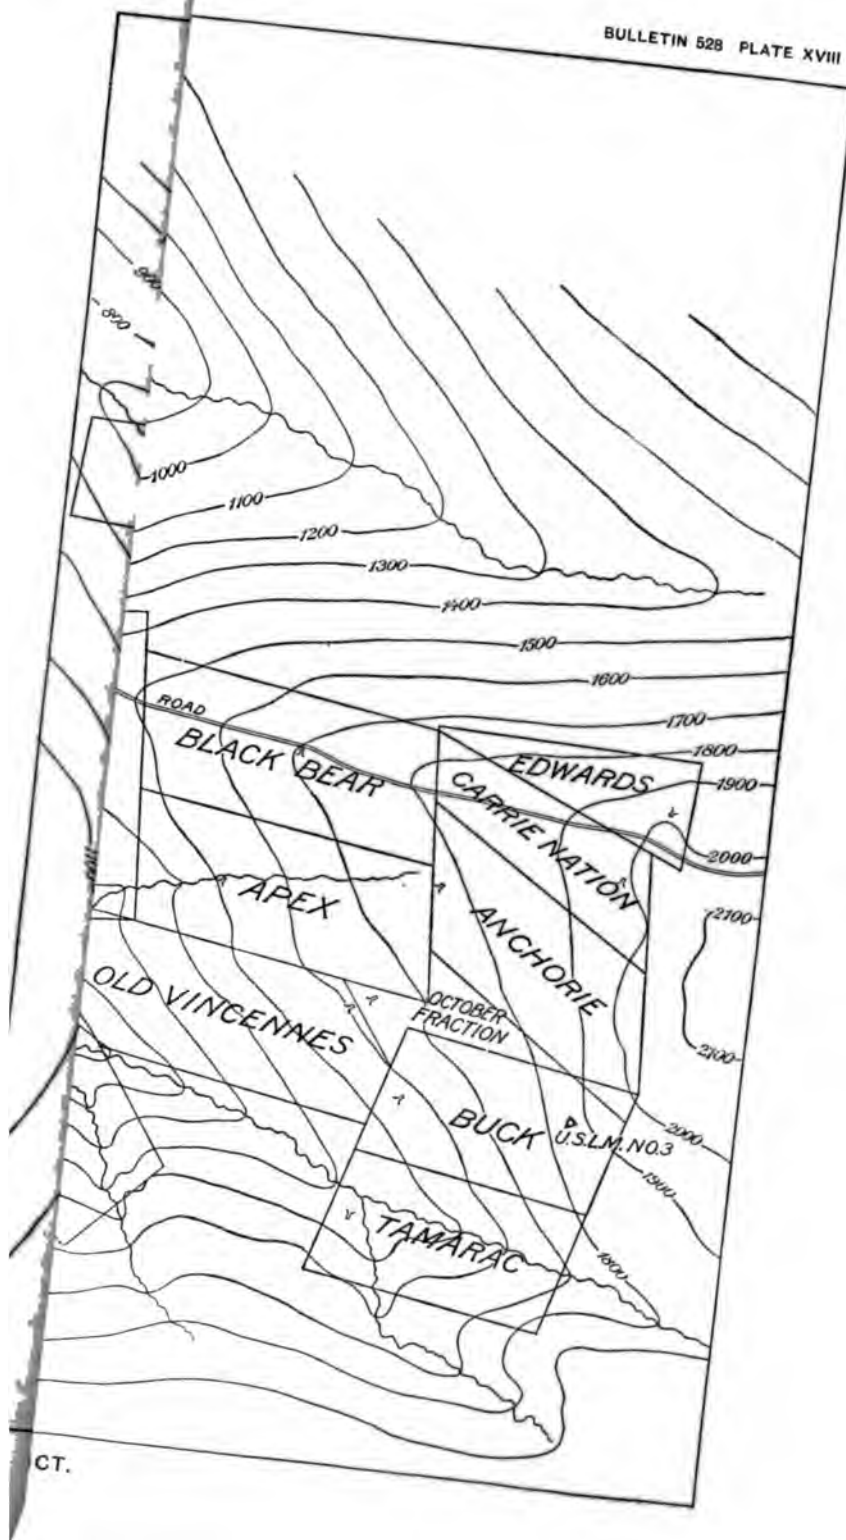 BULLETIN 528 PLATE XVIII
900
800
1000
1100
1200
1300
1400
1500
1600
1700
1800
1900
2000
2100
ROAD
BLACK BEAR
EDWARDS
CARRIE NATION
APEX
ANCHORIE
OLD VINCENNES
OCTOBER
FRACTION
2100
BUCK
U.S.L.M. NO.3
2000
1900
TAMARAC
1800
CT.